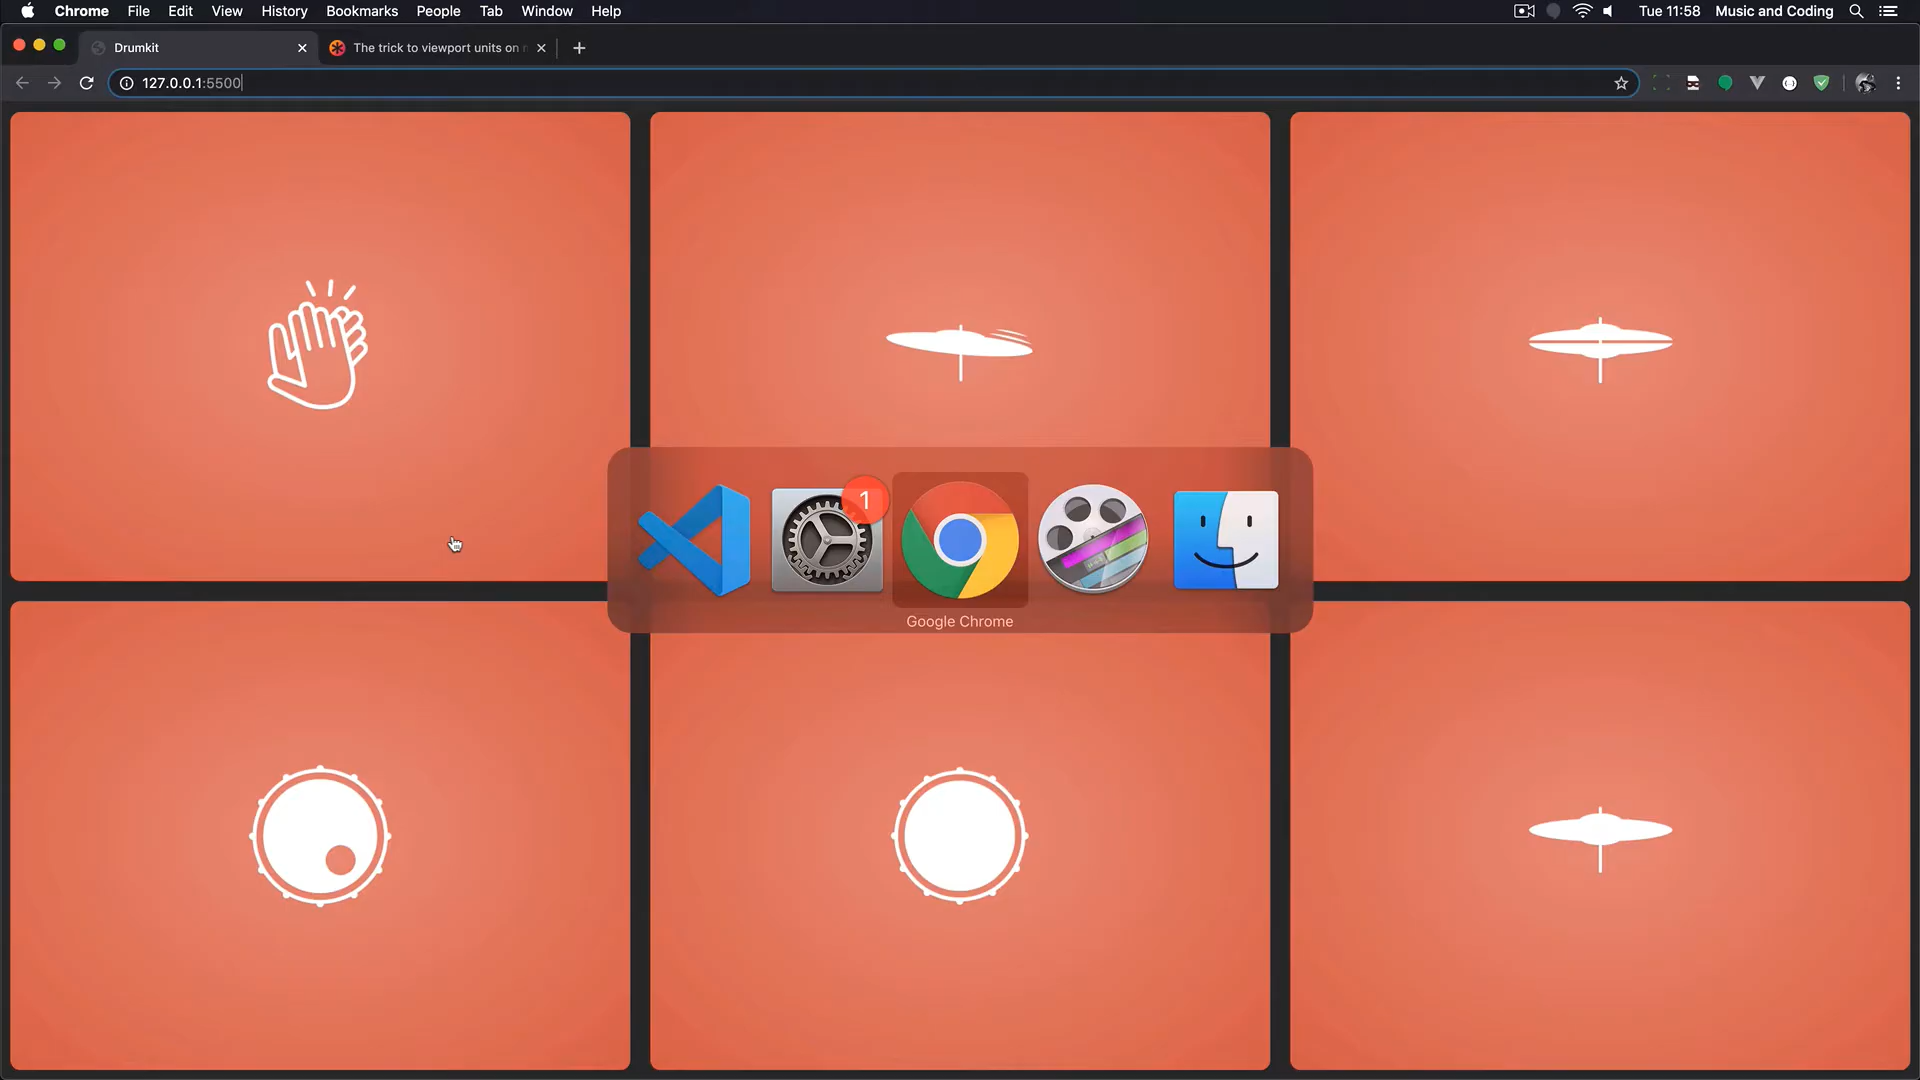 Chrome File Edit View History Bookmarks People Tab Window Help Tue 11:58 Music and Coding
Drumkit The trick to viewport units on
127.0.0.1:5500
1
Google Chrome